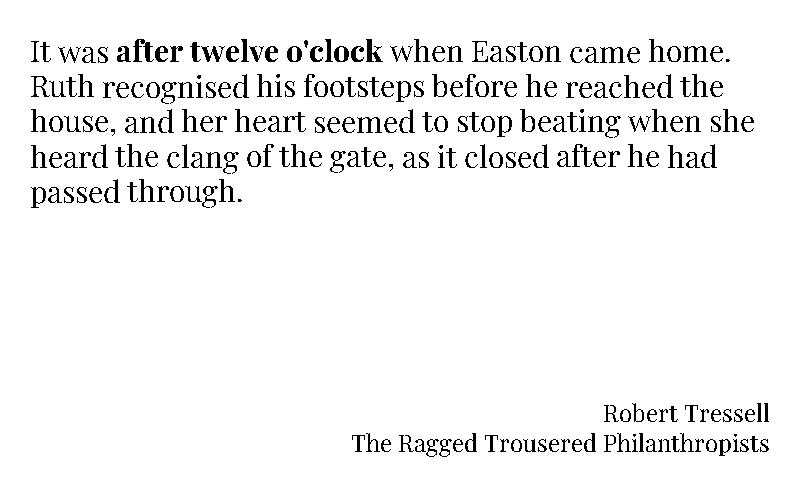 It was after twelve o'clock when Easton came home.
Ruth recognised his footsteps before he reached the
house, and her heart seemed to stop beating when she
heard the clang of the gate, as it closed after he had
passed through.
Robert Tressell
The Ragged Trousered Philanthropists